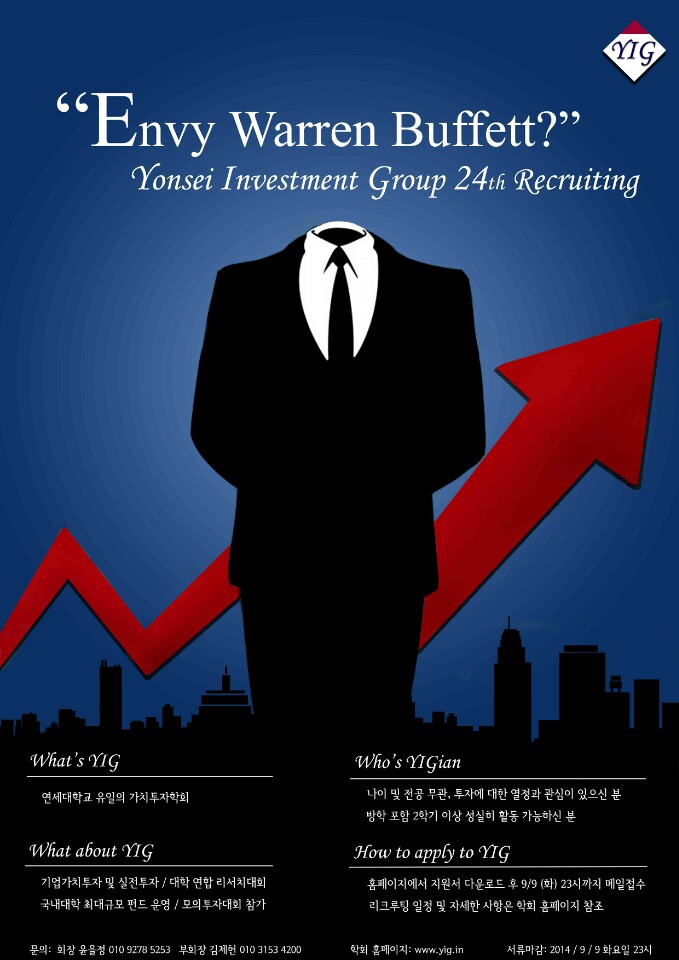 YIG
“Envy Warren Buffett?”
Yonsei Investment Group 24th Recruiting
What's YIG
연세대학교 유일의 가치투자학회
Who's YIGian
나이 및 전공 무관, 투자에 대한 열정과 관심이 있으신 분
방학 포함 2학기 이상 성실히 활동 가능하신 분
What about YIG
기업가치투자 및 실전투자 / 대학 연합 리서치대회
국내대학 최대규모 펀드 운영 / 모의투자대회 참가
How to apply to YIG
홈페이지에서 지원서 다운로드 후 9/9 (화) 23시까지 메일접수
리크루팅 일정 및 자세한 사항은 학회 홈페이지 참조
문의: 회장 윤을정 010 9278 5253 부회장 김제헌 010 3153 4200 학회 홈페이지: www.yig.in 서류마감: 2014 / 9 / 9 화요일 23시